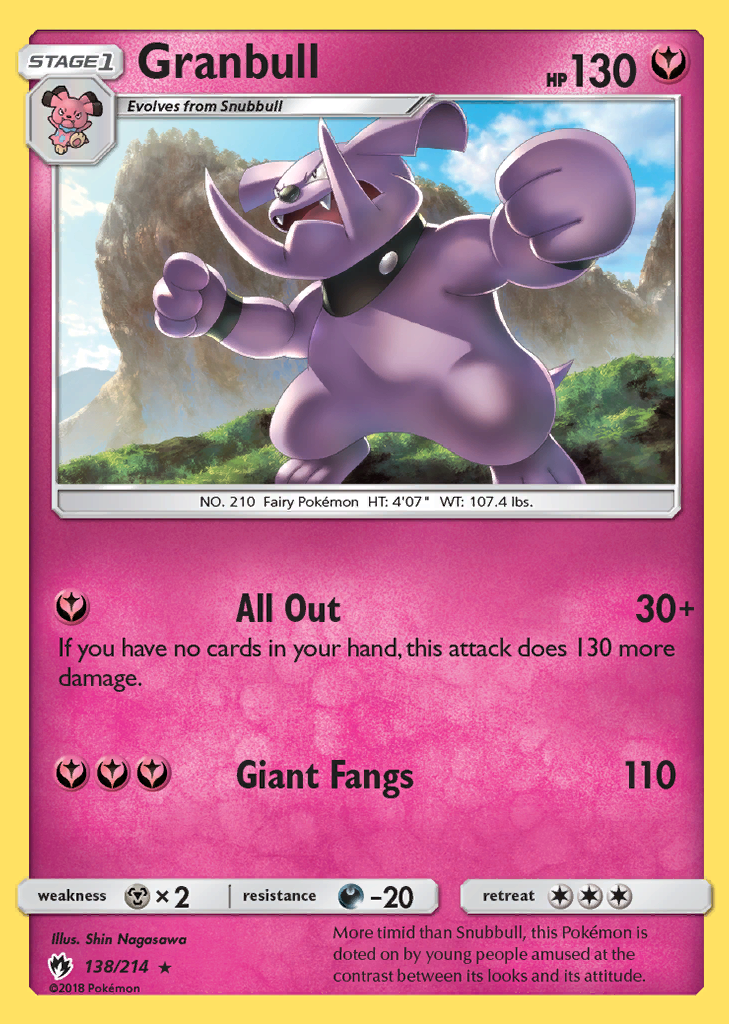 STAGE1
Granbull
HP 130
Evolves from Snubbull
NO. 210 Fairy Pokémon HT: 4'07" WT: 107.4 lbs.
All Out 30+
If you have no cards in your hand, this attack does 130 more
damage.
Giant Fangs 110
weakness ×2 resistance -20 retreat
Illus. Shin Nagasawa
138/214 ★
©2018 Pokémon
More timid than Snubbull, this Pokémon is
doted on by young people amused at the
contrast between its looks and its attitude.